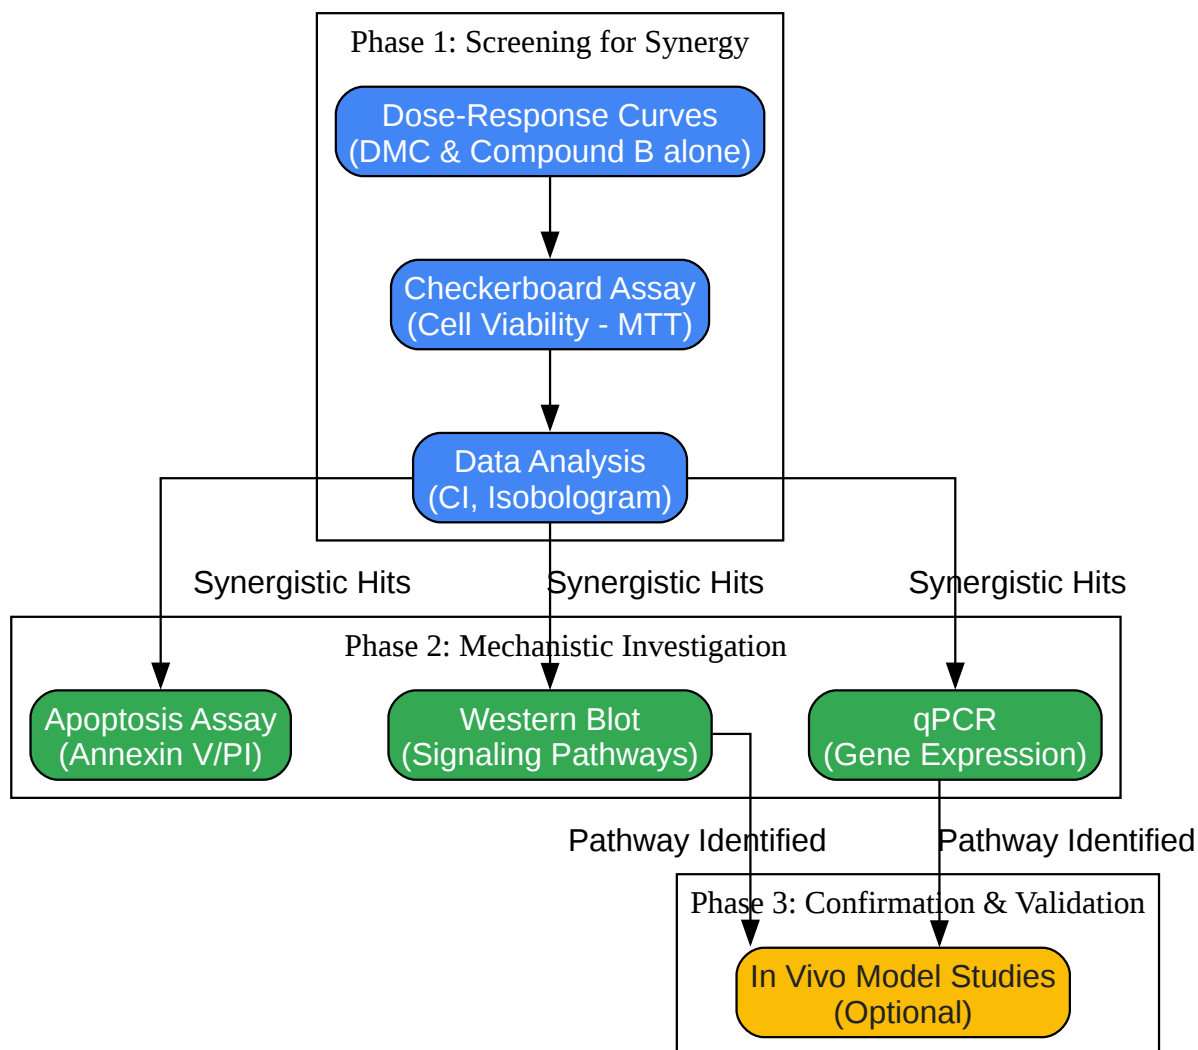 Phase 1: Screening for Synergy
Dose-Response Curves
(DMC & Compound B alone)
Checkerboard Assay
(Cell Viability - MTT)
Data Analysis
(CI, Isobologram)
Synergistic Hits
Synergistic Hits
Synergistic Hits
Phase 2: Mechanistic Investigation
Apoptosis Assay
(Annexin V/PI)
Western Blot
(Signaling Pathways)
qPCR
(Gene Expression)
Pathway Identified
Pathway Identified
Phase 3: Confirmation & Validation
In Vivo Model Studies
(Optional)